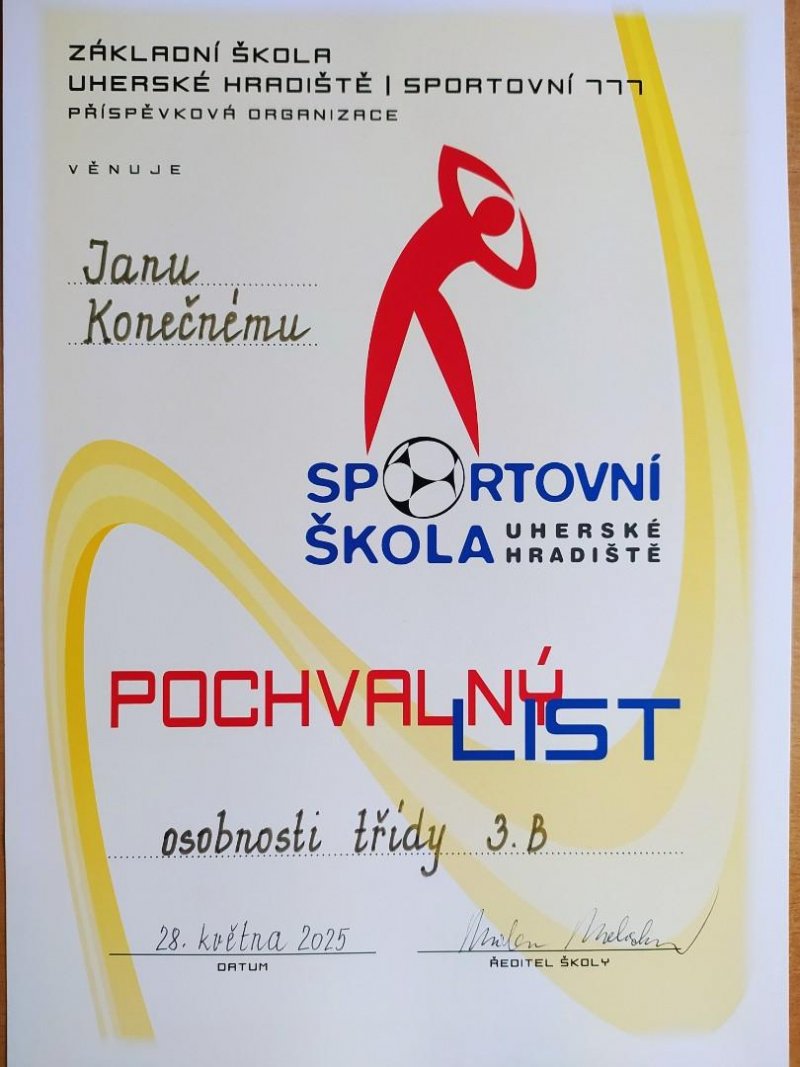 ZÁKLADNÍ ŠKOLA
UHERSKÉ HRADIŠTĚ | SPORTOVNÍ 777
PŘÍSPĚVKOVÁ ORGANIZACE
VĚNUJE
Janu
Konečnému
SPORTOVNÍ
ŠKOLA UHERSKÉ
HRADIŠTĚ
POCHVALNÝ
LIST
osobnosti třídy 3.B
28. května 2025
DATUM
ŘEDITEL ŠKOLY